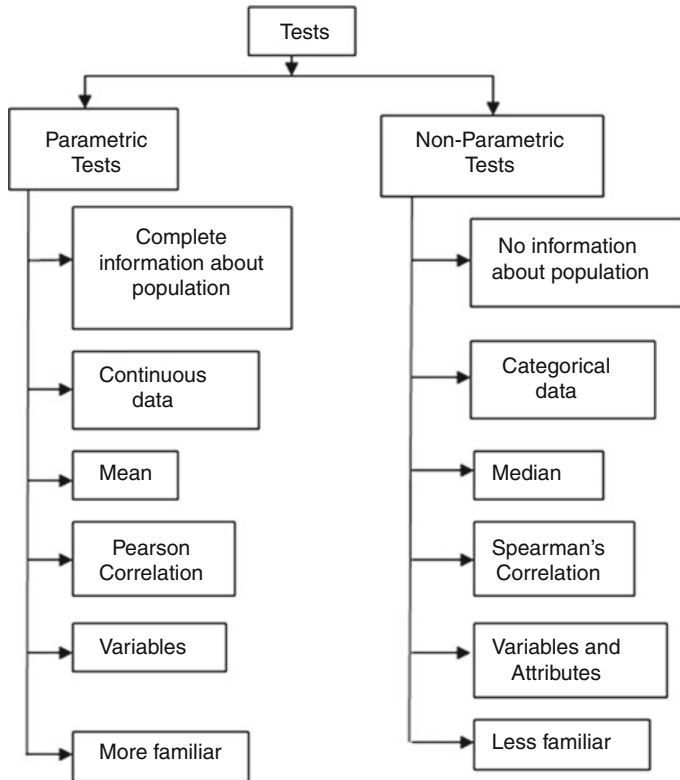 Tests
Parametric
Tests
Complete
information about
population
Continuous
data
Mean
Pearson
Correlation
Variables
More familiar
Non-Parametric
Tests
No information
about population
Categorical
data
Median
Spearman’s
Correlation
Variables and
Attributes
Less familiar